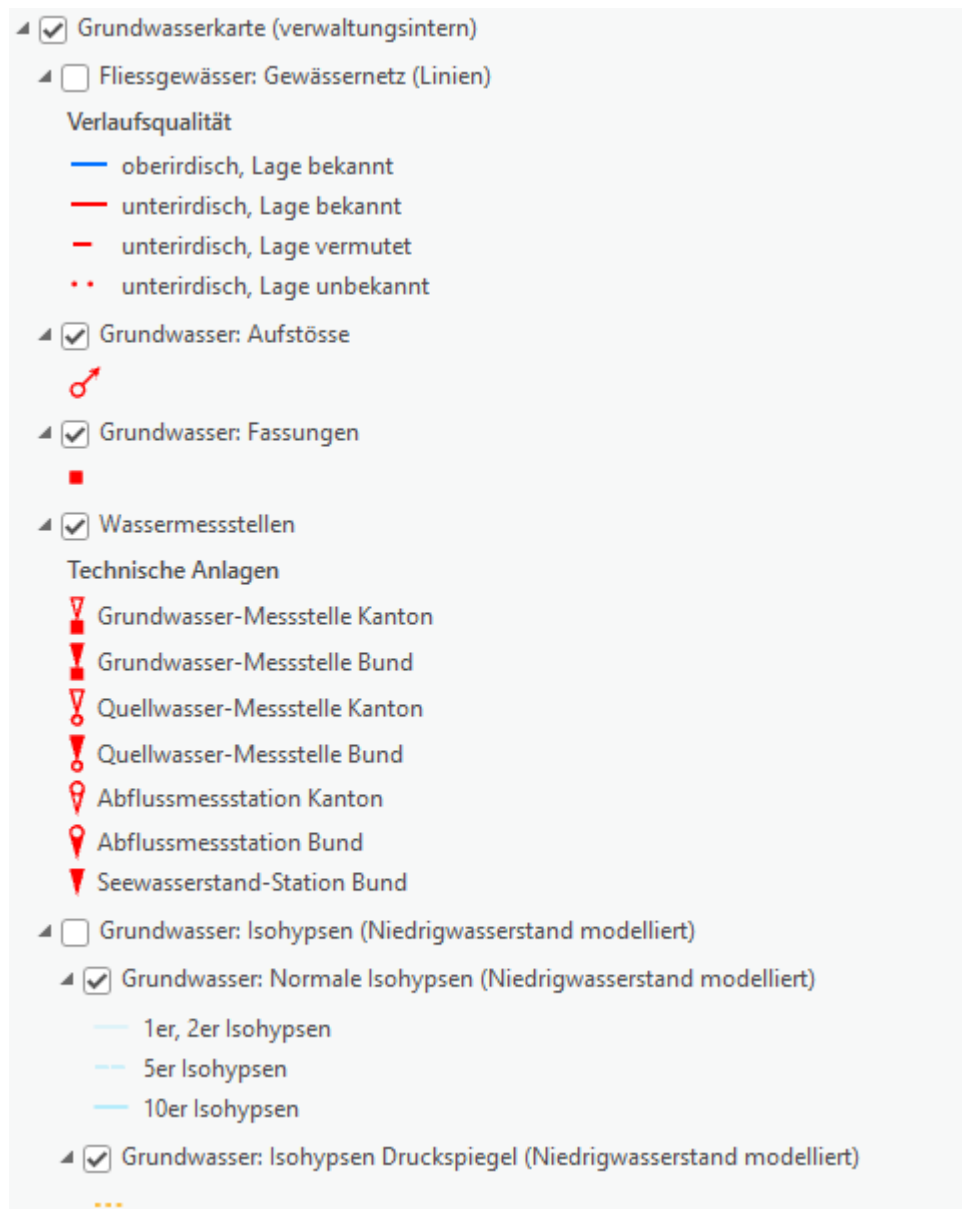 Grundwasserkarte (verwaltungsintern)
Fliessgewässer: Gewässernetz (Linien)
Verlaufsqualität
oberirdisch, Lage bekannt
unterirdisch, Lage bekannt
unterirdisch, Lage vermutet
unterirdisch, Lage unbekannt
Grundwasser: Aufstösse
Grundwasser: Fassungen
Wassermessstellen
Technische Anlagen
Grundwasser-Messstelle Kanton
Grundwasser-Messstelle Bund
Quellwasser-Messstelle Kanton
Quellwasser-Messstelle Bund
Abflussmessstation Kanton
Abflussmessstation Bund
Seewasserstand-Station Bund
Grundwasser: Isohypsen (Niedrigwasserstand modelliert)
Grundwasser: Normale Isohypsen (Niedrigwasserstand modelliert)
1er, 2er Isohypsen
5er Isohypsen
10er Isohypsen
Grundwasser: Isohypsen Druckspiegel (Niedrigwasserstand modelliert)